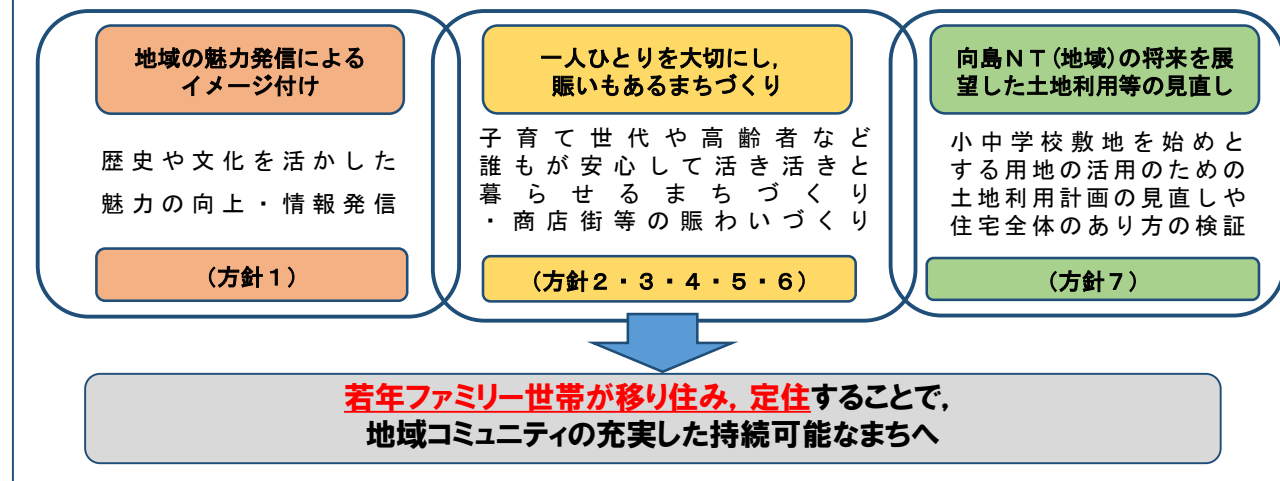 地域の魅力発信による
イメージ付け
歴史や文化を活かした
魅力の向上・情報発信
(方針１)
一人ひとりを大切にし,
賑いもあるまちづくり
子育て世代や高齢者など
誰もが安心して活き活きと
暮らせるまちづくり
・商店街等の賑わいづくり
(方針２・３・４・５・６)
向島ＮＴ(地域)の将来を展
望した土地利用等の見直し
小中学校敷地を始めと
する用地の活用のための
土地利用計画の見直しや
住宅全体のあり方の検証
(方針７)
若年ファミリー世帯が移り住み, 定住することで,
地域コミュニティの充実した持続可能なまちへ